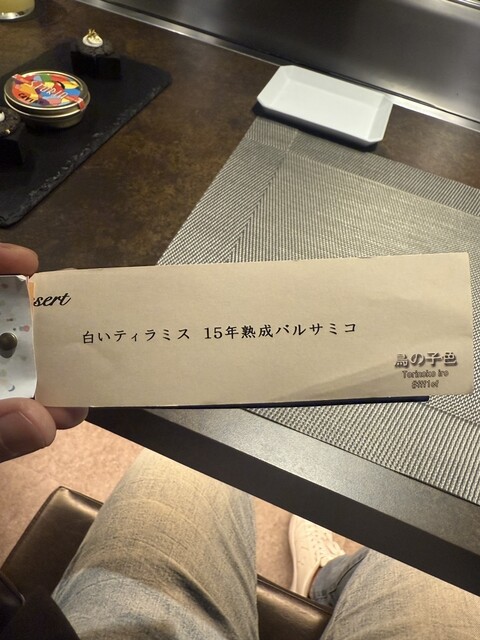 sert
白いティラミス 15年熟成バルサミコ
鳥の子色
Torinoko iro
#fff1cf